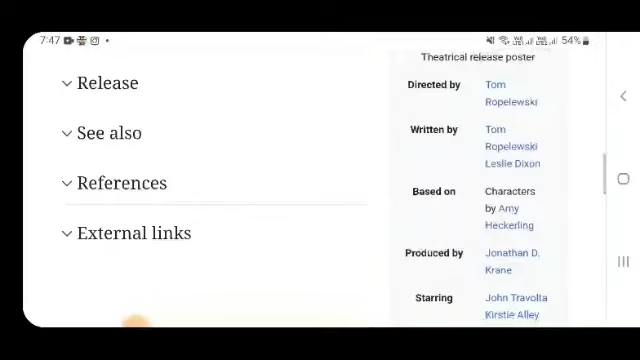 7:47
54%
Release
See also
References
External links
Theatrical release poster
Directed by
Tom
Ropelewski
Written by
Tom
Ropelewski
Leslie Dixon
Based on
Characters
by Amy
Heckerling
Produced by
Jonathan D.
Krane
Starring
John Travolta
Kirstie Alley